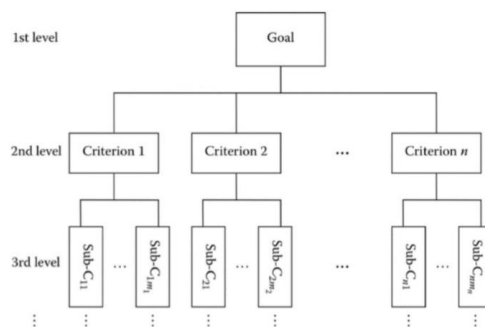 1st level Goal
2nd level Criterion 1 Criterion 2 ... Criterion n
3rd level Sub-C₁₁ ... Sub-C₁ₘ₁ Sub-C₂₁ ... Sub-C₂ₘ₂ ... Sub-Cₙ₁ ... Sub-Cₙₘₙ
⋮ ⋮ ⋮ ⋮ ⋮ ⋮ ⋮